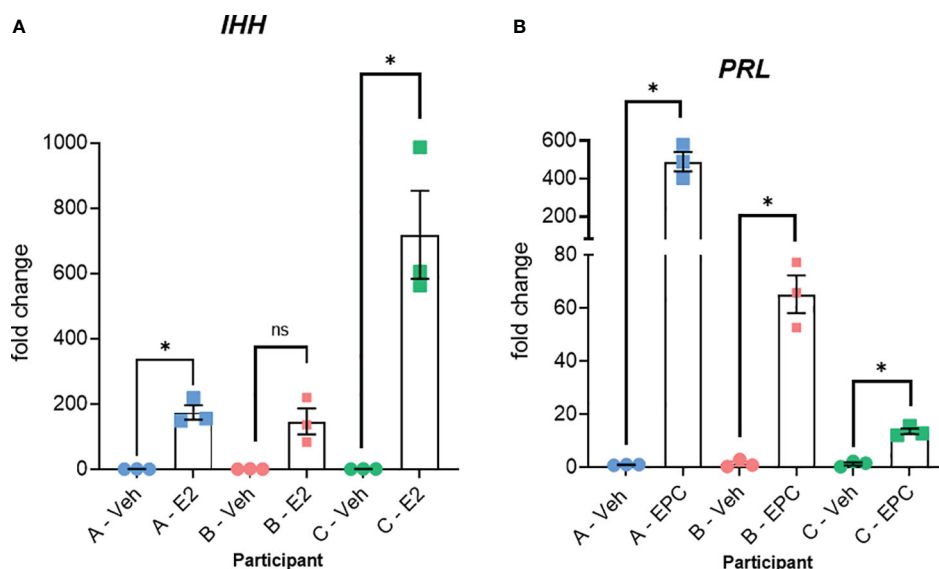 A
IHH
*
1000
800
600
400
200
0
fold change
*
ns
A - Veh
A - E2
B - Veh
B - E2
C - Veh
C - E2
Participant
B
PRL
*
600
400
200
80
60
40
20
0
fold change
*
*
A - Veh
A - EPC
B - Veh
B - EPC
C - Veh
C - EPC
Participant